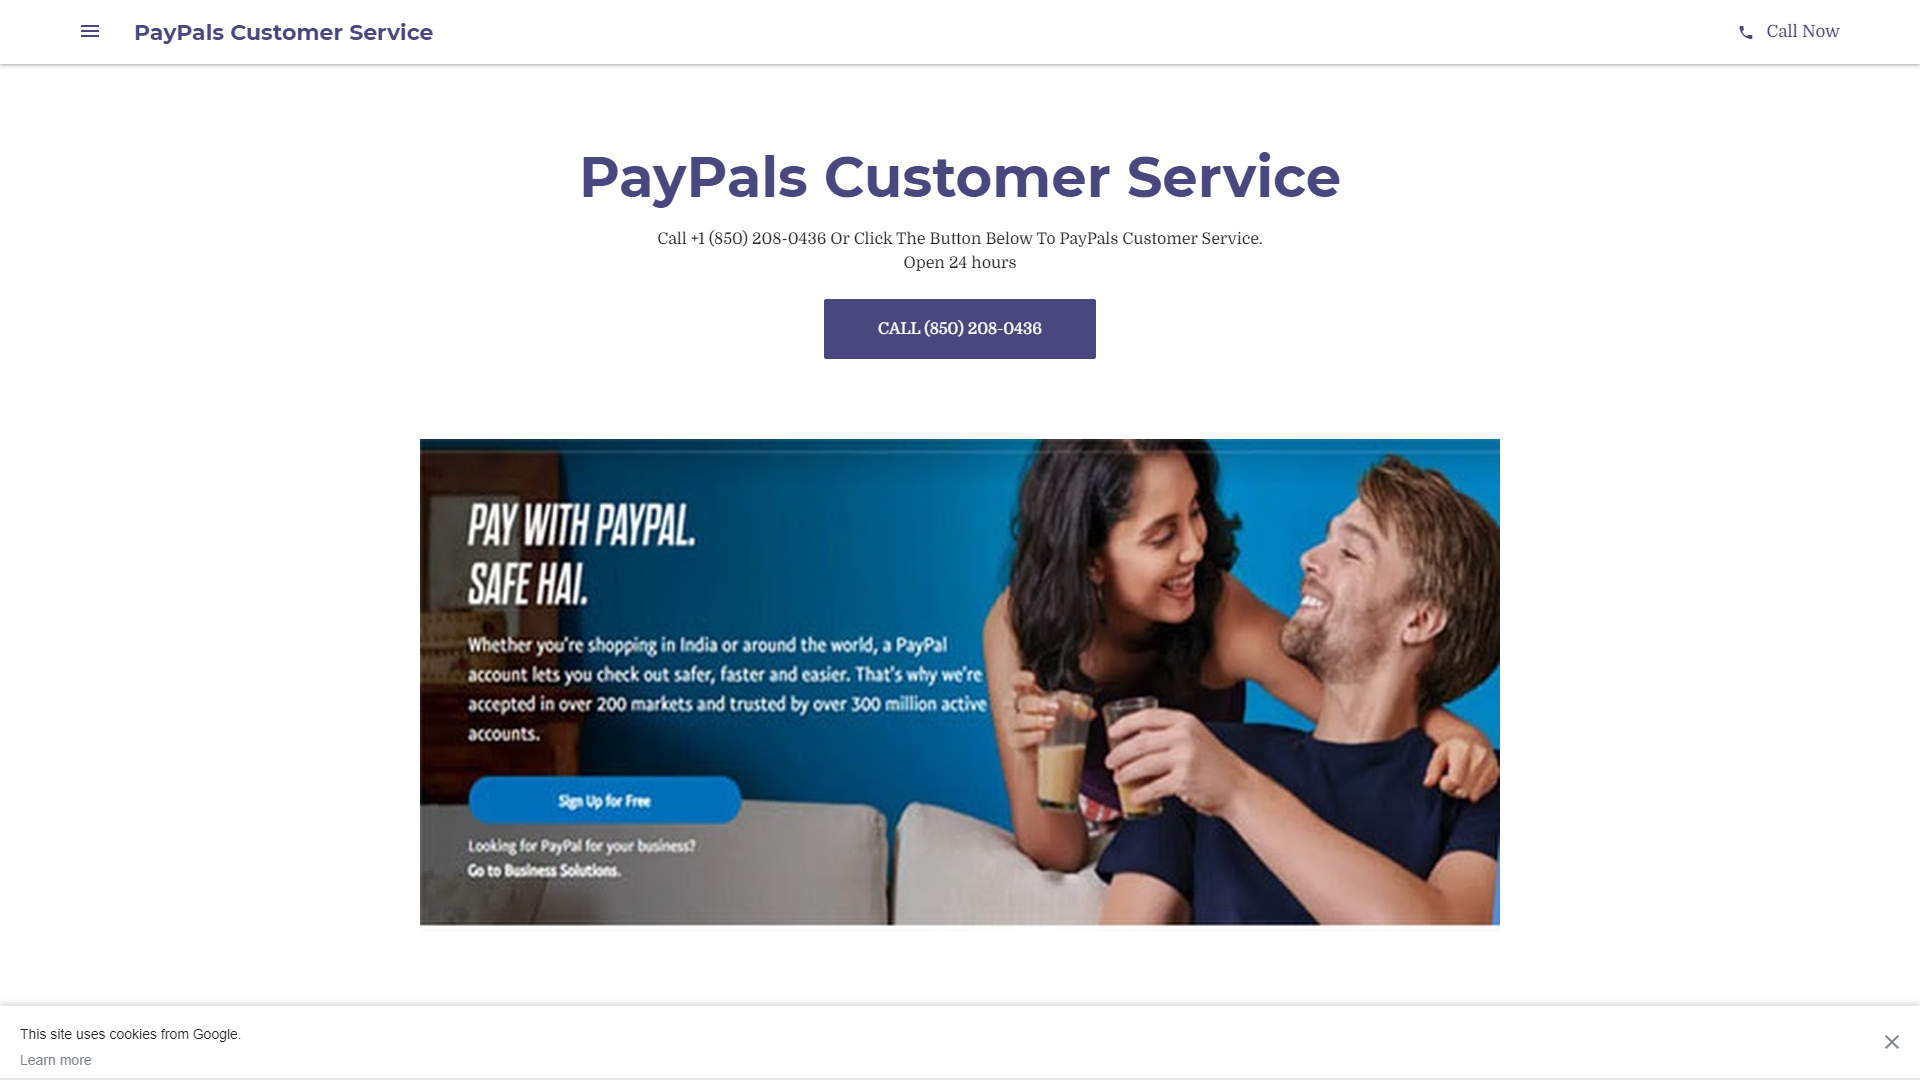 PayPals Customer Service
Call Now
PayPals Customer Service
Call +1 (850) 208-0436 Or Click The Button Below To PayPals Customer Service.
Open 24 hours
CALL (850) 208-0436
PAY WITH PAYPAL.
SAFE HAI.
Whether you're shopping in India or around the world, a PayPal
account lets you check out safer, faster and easier. That's why we're
accepted in over 200 markets and trusted by over 300 million active
accounts.
Sign Up for Free
Looking for PayPal for your business?
Go to Business Solutions.
This site uses cookies from Google.
Learn more